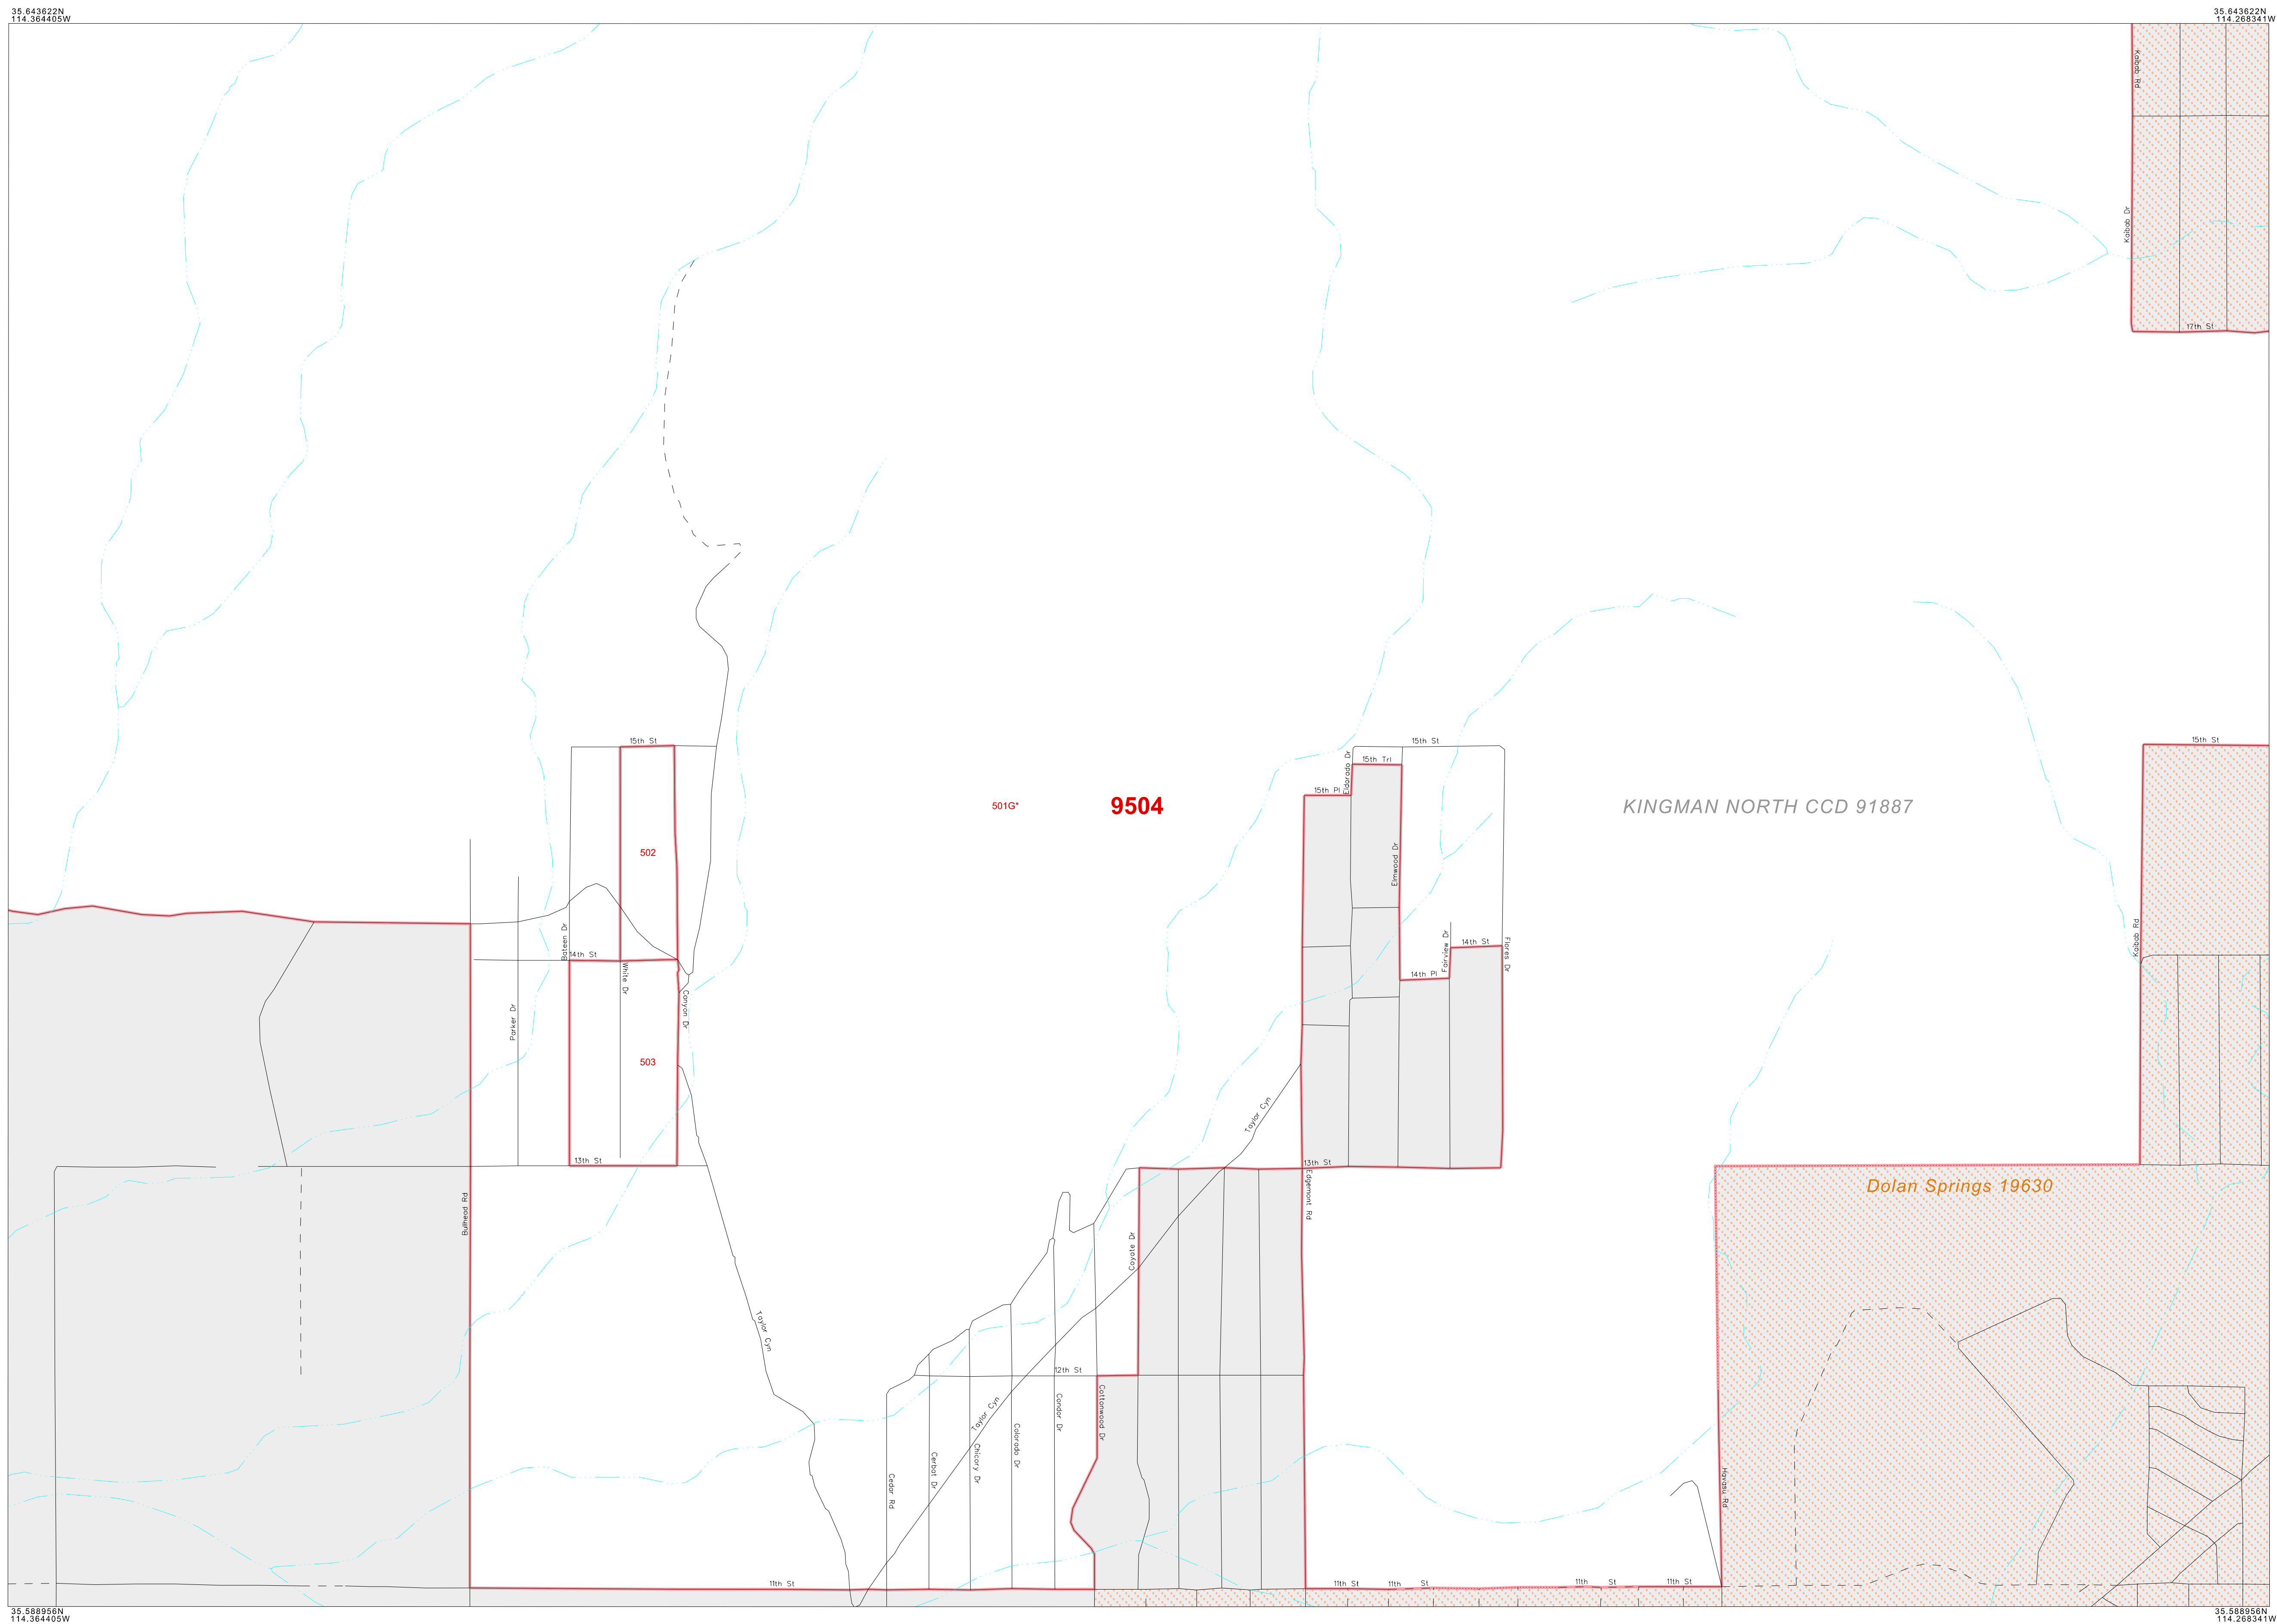 35.643622N
114.364405W
35.643622N
114.268341W
Kaibab Rd
Kaibab Dr
17th St
15th St
15th St
15th St
Eldorado Dr
15th Trl
15th Pl
501G*
9504
KINGMAN NORTH CCD 91887
502
Elmwood Dr
Bateen Dr
14th St
White Dr
Fairview Dr
14th St
Flores Dr
Kaibab Rd
14th Pl
Canyon Dr
Parker Dr
503
Taylor Cyn
13th St
13th St
Edgemont Rd
Dolan Springs 19630
Bullhead Rd
Coyote Dr
Taylor Cyn
12th St
Cottonwood Dr
Condor Dr
Taylor Cyn
Colorado Dr
Chicory Dr
Cerbat Dr
Cedar Rd
Havasu Rd
11th St
11th St
11th St
11th St
11th St
35.588956N
114.364405W
35.588956N
114.268341W